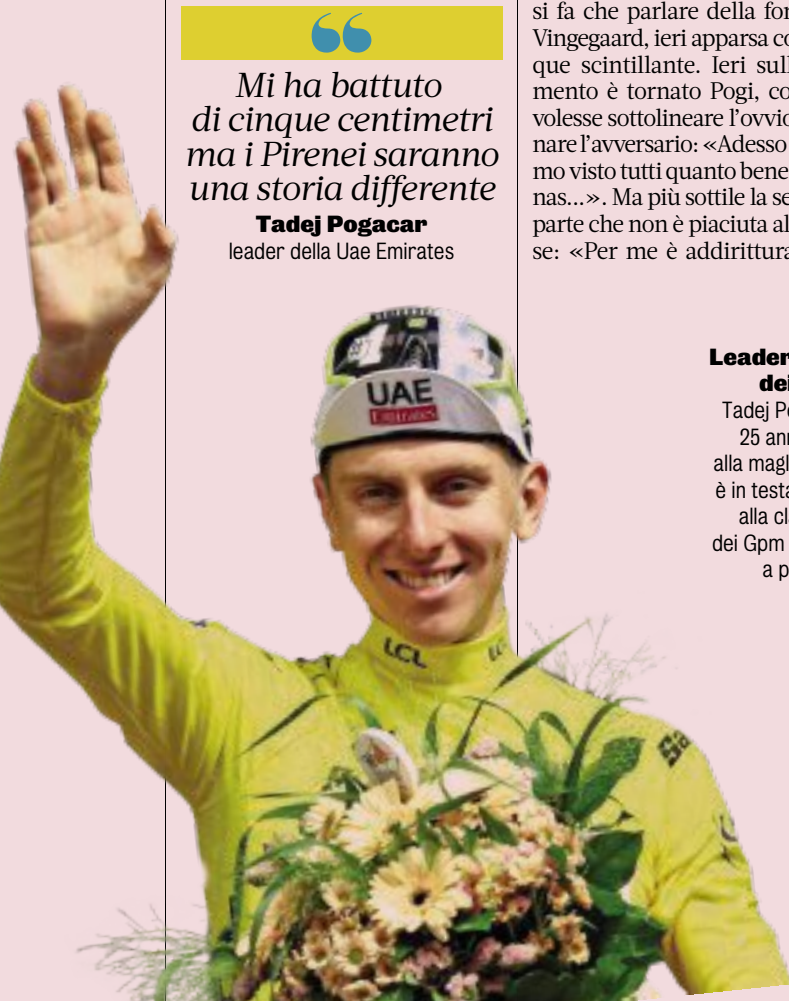 Mi ha battuto
di cinque centimetri
ma i Pirenei saranno
una storia differente
Tadej Pogacar
leader della Uae Emirates
si fa che parlare della for
Vingegaard, ieri apparsa co
que scintillante. Ieri sull
mento è tornato Pogi, co
volesse sottolineare l'ovvio
nare l'avversario: «Adesso
mo visto tutti quanto bene
nas...». Ma più sottile la se
parte che non è piaciuta al
se: «Per me è addirittura
Leader
dei
Tadej Po
25 ann
alla magl
è in testa
alla cl
dei Gpm
a p
UAE
Emirates
LCL
LC
Sa